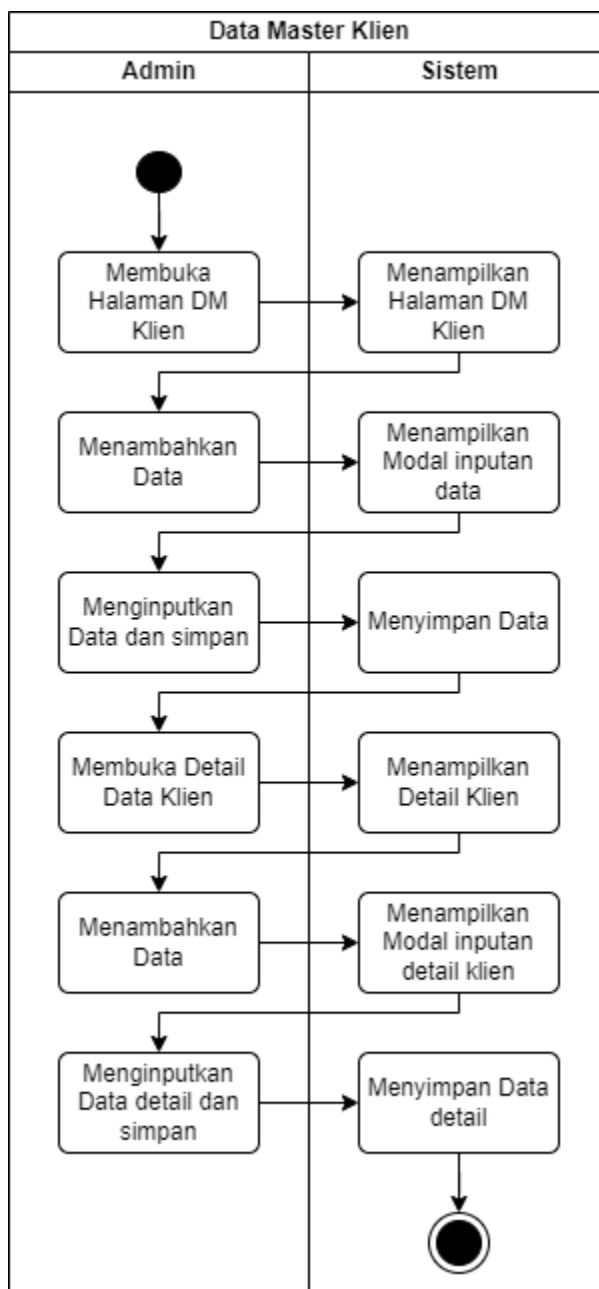 Data Master Klien
Admin
Sistem
Membuka
Halaman DM
Klien
Menampilkan
Halaman DM
Klien
Menambahkan
Data
Menampilkan
Modal inputan
data
Menginputkan
Data dan simpan
Menyimpan Data
Membuka Detail
Data Klien
Menampilkan
Detail Klien
Menambahkan
Data
Menampilkan
Modal inputan
detail klien
Menginputkan
Data detail dan
simpan
Menyimpan Data
detail